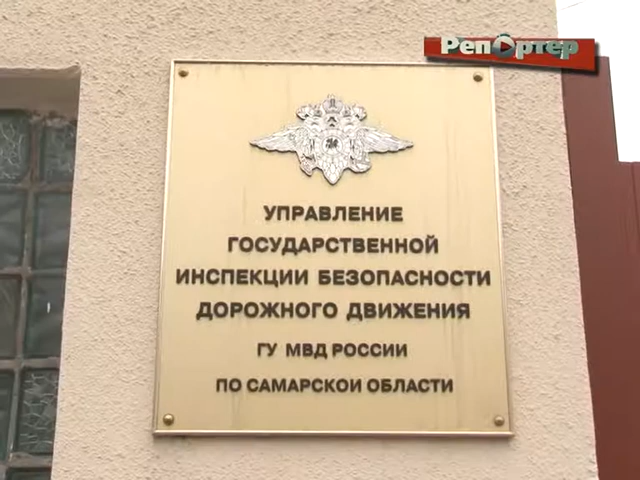 РепОртер
УПРАВЛЕНИЕ
ГОСУДАРСТВЕННОЙ
ИНСПЕКЦИИ БЕЗОПАСНОСТИ
ДОРОЖНОГО ДВИЖЕНИЯ
ГУ МВД РОССИИ
ПО САМАРСКОЙ ОБЛАСТИ